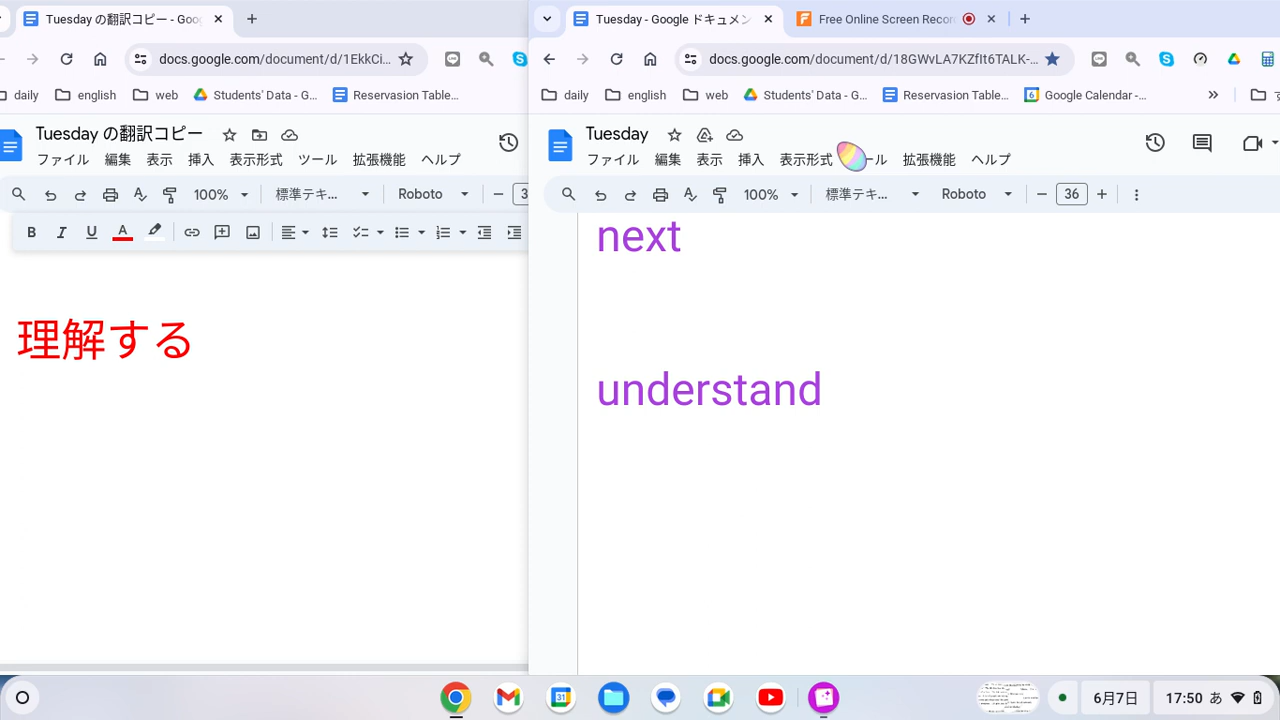 Tuesday の翻訳コピー - Goo
Tuesday - Google ドキュメン
Free Online Screen Recor
docs.google.com/document/d/1EkkCi...
docs.google.com/document/d/18GWvLA7KZfIt6TALK-...
daily
english
web
Students' Data - G...
Reservasion Table...
daily
english
web
Students' Data - G...
Reservasion Table...
Google Calendar -...
Tuesday の翻訳コピー
ファイル 編集 表示 挿入 表示形式 ツール 拡張機能 ヘルプ
Tuesday
ファイル 編集 表示 挿入 表示形式 ール 拡張機能 ヘルプ
100% 標準テキ... Roboto
100% 標準テキ... Roboto 36
理解する
next
understand
6月7日
17:50 あ